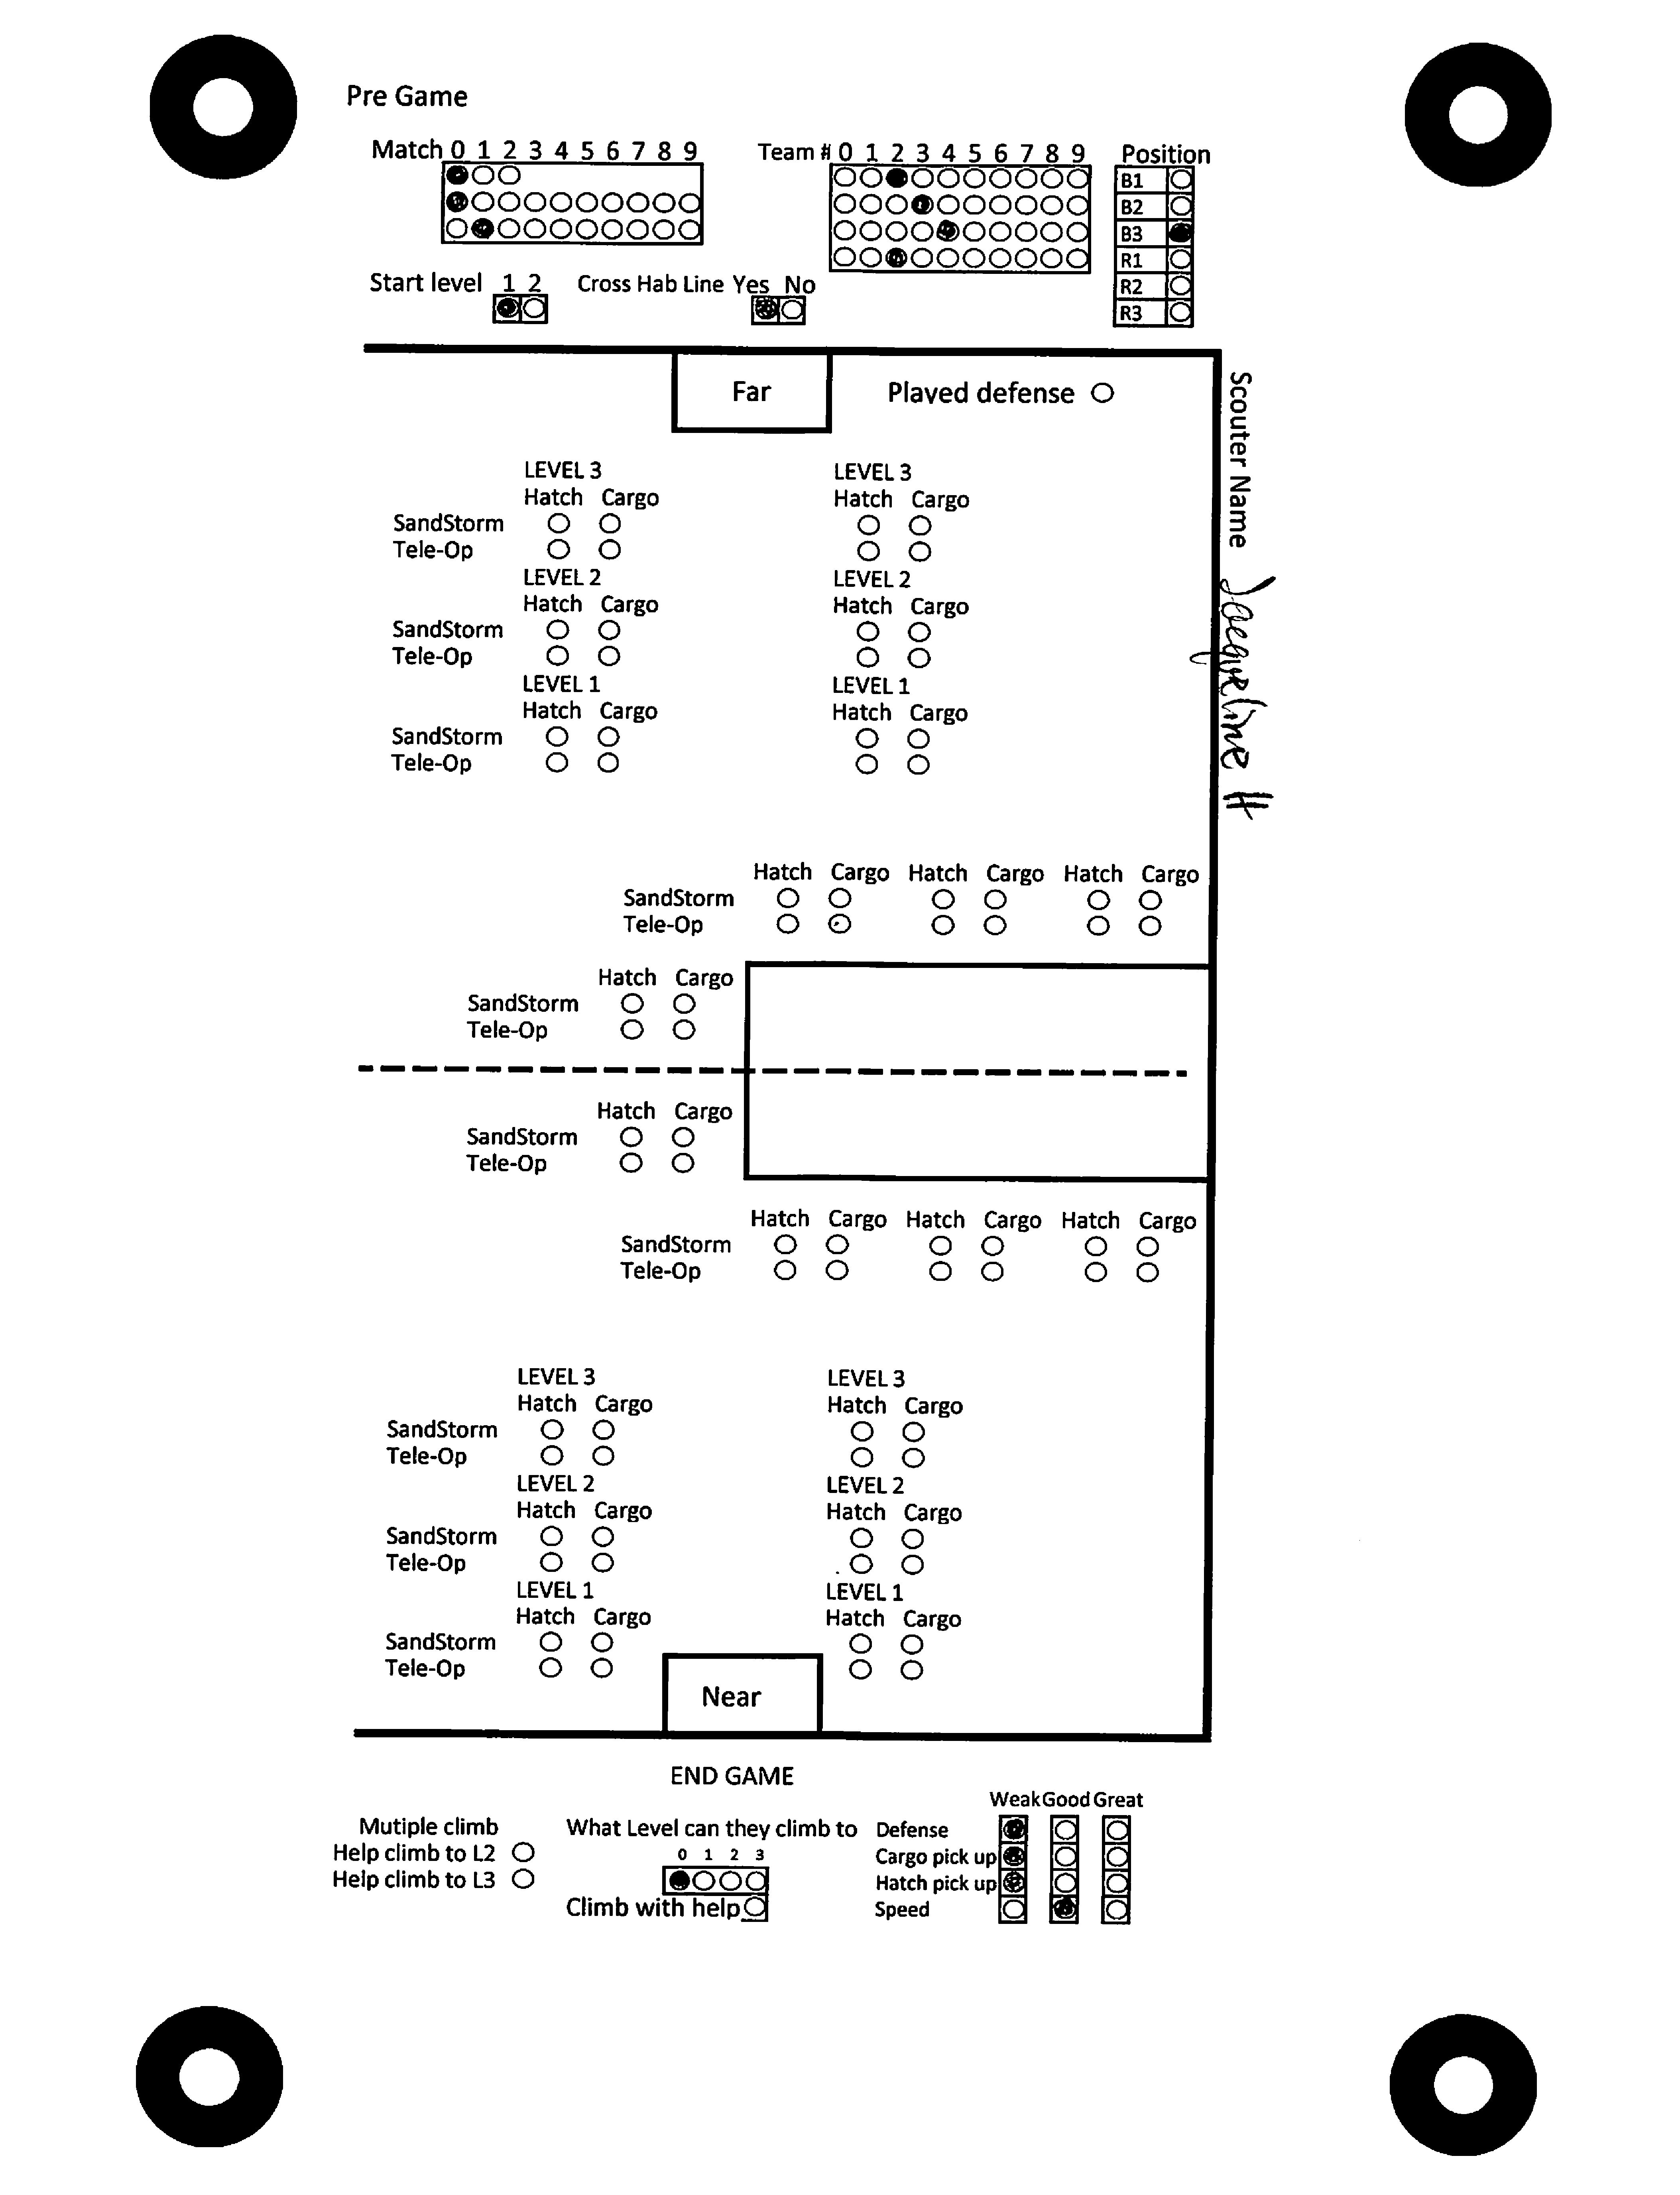 Pre Game
Match 0 1 2 3 4 5 6 7 8 9
Team # 0 1 2 3 4 5 6 7 8 9
Position
B1
B2
B3
R1
R2
R3
Start level 1 2
Cross Hab Line Yes No
Far
Played defense
Scouter Name Jacqueline H
LEVEL 3 LEVEL 3
Hatch Cargo Hatch Cargo
SandStorm
Tele-Op
LEVEL 2 LEVEL 2
Hatch Cargo Hatch Cargo
SandStorm
Tele-Op
LEVEL 1 LEVEL 1
Hatch Cargo Hatch Cargo
SandStorm
Tele-Op
Hatch Cargo Hatch Cargo Hatch Cargo
SandStorm
Tele-Op
Hatch Cargo
SandStorm
Tele-Op
Hatch Cargo
SandStorm
Tele-Op
Hatch Cargo Hatch Cargo Hatch Cargo
SandStorm
Tele-Op
LEVEL 3 LEVEL 3
Hatch Cargo Hatch Cargo
SandStorm
Tele-Op
LEVEL 2 LEVEL 2
Hatch Cargo Hatch Cargo
SandStorm
Tele-Op
LEVEL 1 LEVEL 1
Hatch Cargo Hatch Cargo
SandStorm
Tele-Op
Near
END GAME
Mutiple climb
Help climb to L2
Help climb to L3
What Level can they climb to
0 1 2 3
Climb with help
Weak Good Great
Defense
Cargo pick up
Hatch pick up
Speed